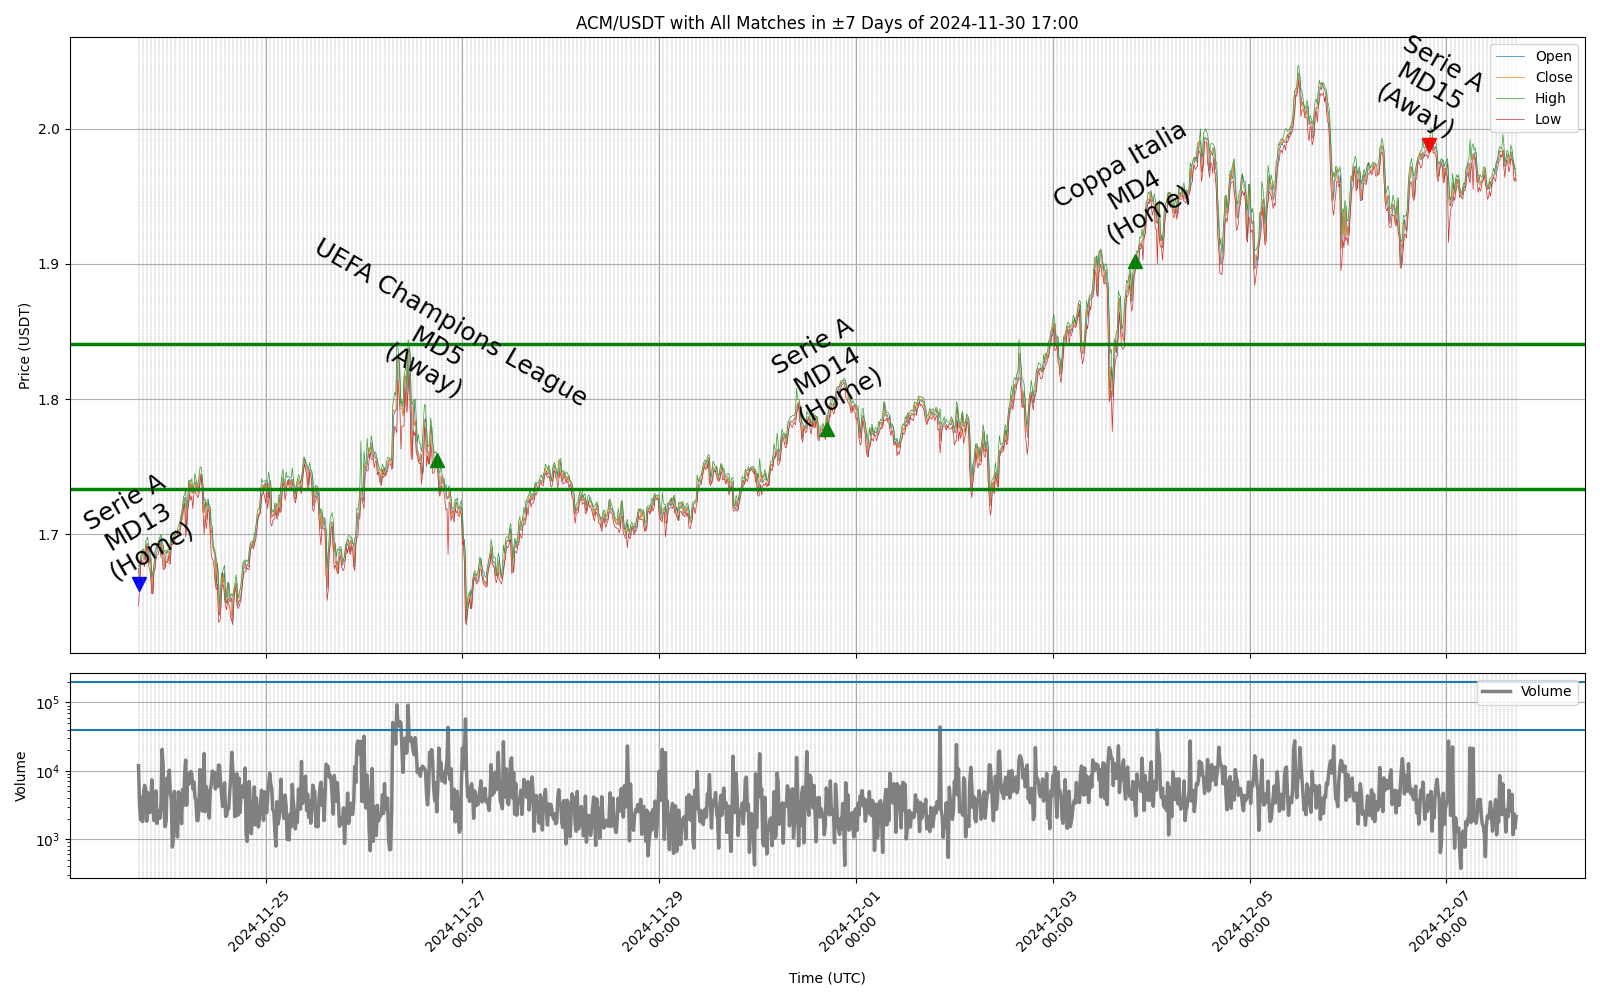 ACM/USDT with All Matches in ±7 Days of 2024-11-30 17:00
Price (USDT)
2.0
1.9
1.8
1.7
Serie A
MD13
(Home)
UEFA Champions League
MD5
(Away)
Serie A
MD14
(Home)
Coppa Italia
MD4
(Home)
Serie A
MD15
(Away)
Open
Close
High
Low
Volume
10⁵
10⁴
10³
Volume
2024-11-25
00:00
2024-11-27
00:00
2024-11-29
00:00
2024-12-01
00:00
2024-12-03
00:00
2024-12-05
00:00
2024-12-07
00:00
Time (UTC)